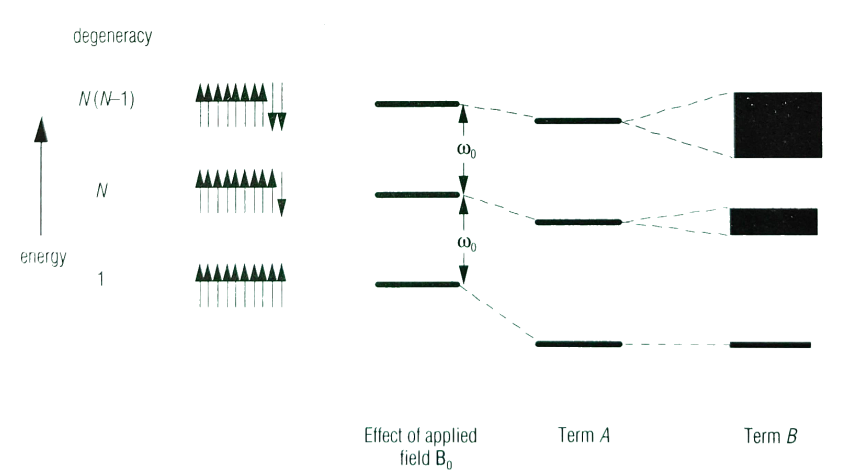 degeneracy
N(N–1)
N
energy
1
ω₀
ω₀
Effect of applied
field B₀
Term A
Term B